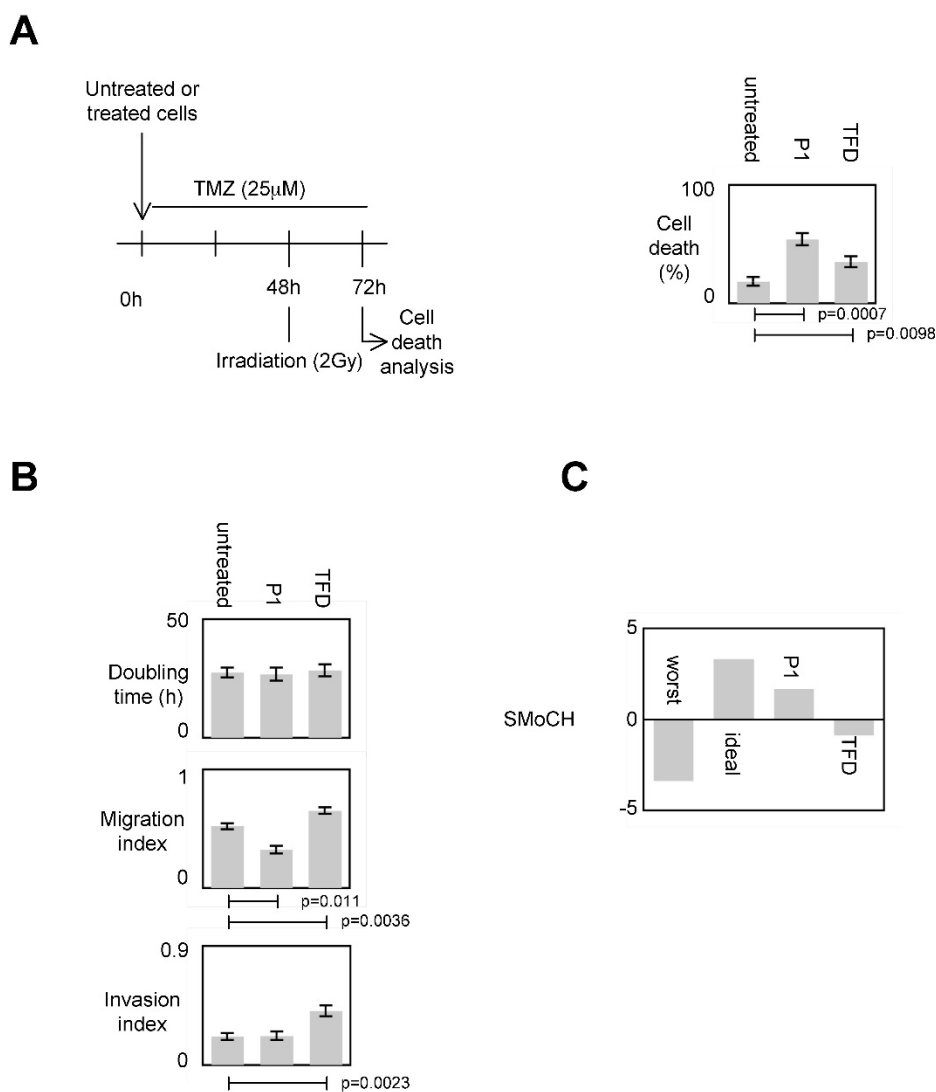 A
Untreated or
treated cells
TMZ (25μM)
0h
48h
72h
Irradiation (2Gy)
Cell
death
analysis
untreated
P1
TFD
100
Cell
death
(%)
0
p=0.0007
p=0.0098
B
untreated
P1
TFD
50
Doubling
time (h)
0
1
Migration
index
0
p=0.011
p=0.0036
0.9
Invasion
index
0
p=0.0023
C
5
SMoCH
0
-5
worst
ideal
P1
TFD